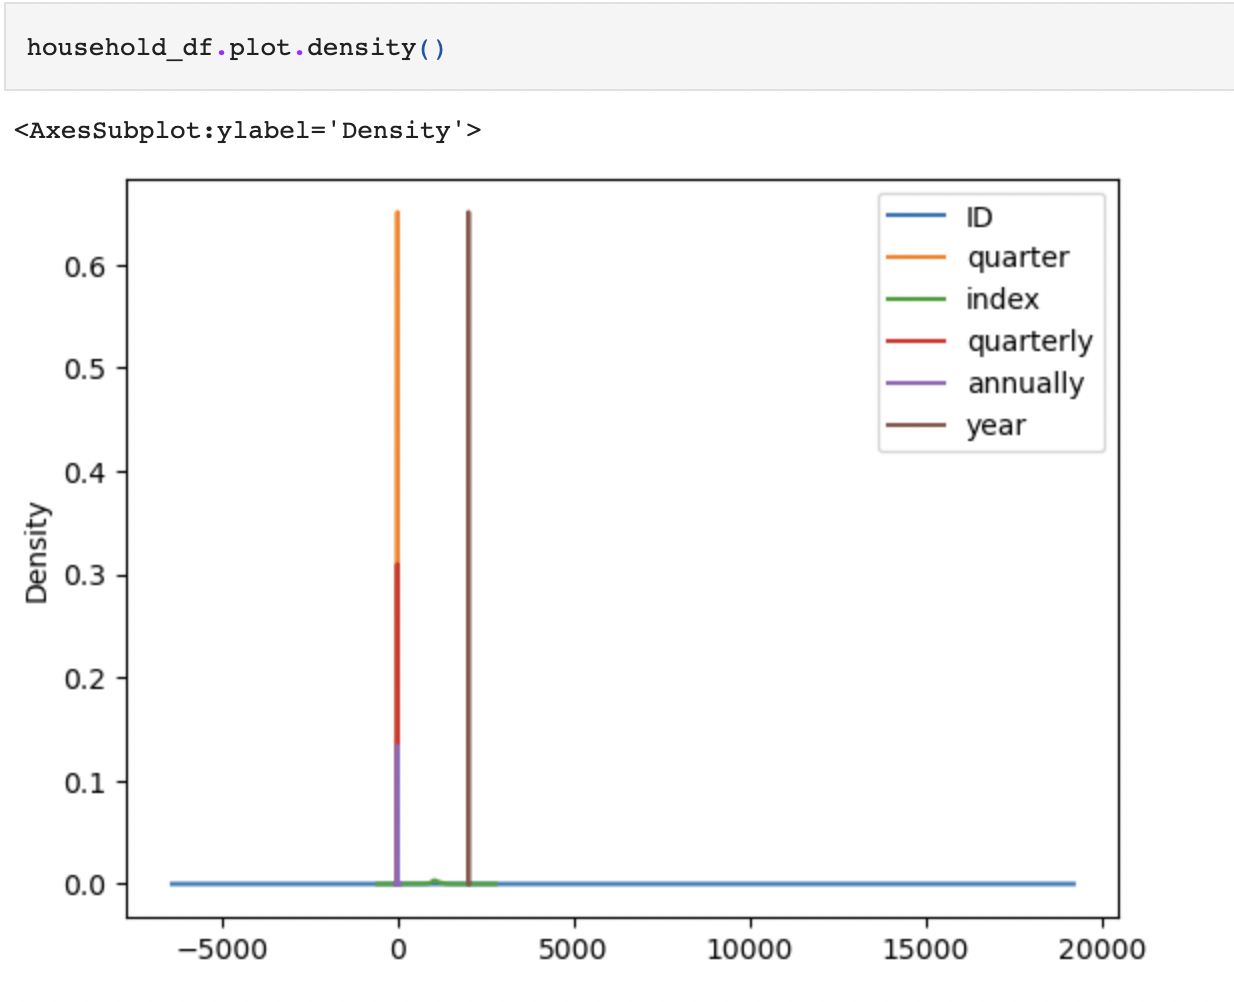 household_df.plot.density()
<AxesSubplot:ylabel='Density'>
ID
quarter
index
quarterly
annually
year
Density
0.6
0.5
0.4
0.3
0.2
0.1
0.0
−5000
0
5000
10000
15000
20000